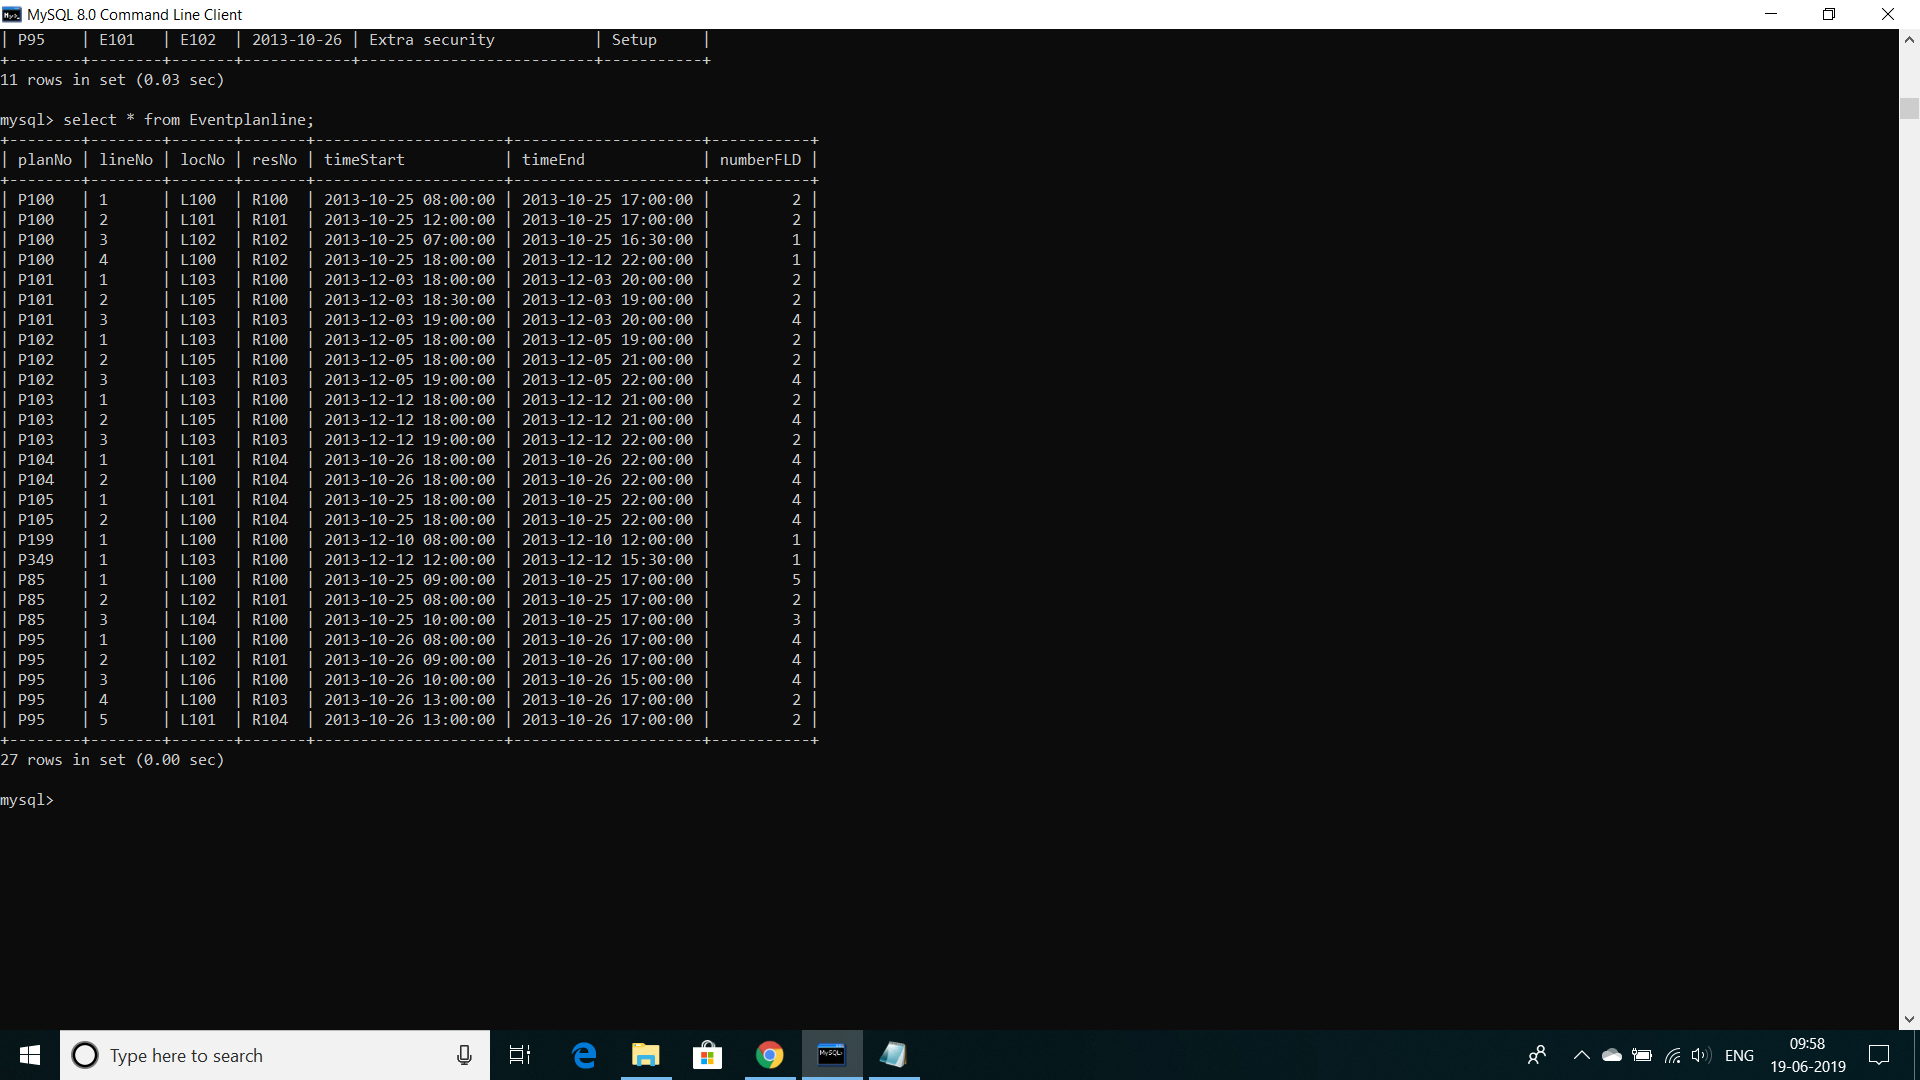 MySQL 8.0 Command Line Client
| P95    | E101   | E102  | 2013-10-26 | Extra security           | Setup     |
+--------+--------+-------+------------+--------------------------+-----------+
11 rows in set (0.03 sec)
mysql> select * from Eventplanline;
+--------+--------+-------+-------+---------------------+---------------------+-----------+
| planNo | lineNo | locNo | resNo | timeStart           | timeEnd             | numberFLD |
+--------+--------+-------+-------+---------------------+---------------------+-----------+
| P100   | 1      | L100  | R100  | 2013-10-25 08:00:00 | 2013-10-25 17:00:00 |         2 |
| P100   | 2      | L101  | R101  | 2013-10-25 12:00:00 | 2013-10-25 17:00:00 |         2 |
| P100   | 3      | L102  | R102  | 2013-10-25 07:00:00 | 2013-10-25 16:30:00 |         1 |
| P100   | 4      | L100  | R102  | 2013-10-25 18:00:00 | 2013-12-12 22:00:00 |         1 |
| P101   | 1      | L103  | R100  | 2013-12-03 18:00:00 | 2013-12-03 20:00:00 |         2 |
| P101   | 2      | L105  | R100  | 2013-12-03 18:30:00 | 2013-12-03 19:00:00 |         2 |
| P101   | 3      | L103  | R103  | 2013-12-03 19:00:00 | 2013-12-03 20:00:00 |         4 |
| P102   | 1      | L103  | R100  | 2013-12-05 18:00:00 | 2013-12-05 19:00:00 |         2 |
| P102   | 2      | L105  | R100  | 2013-12-05 18:00:00 | 2013-12-05 21:00:00 |         2 |
| P102   | 3      | L103  | R103  | 2013-12-05 19:00:00 | 2013-12-05 22:00:00 |         4 |
| P103   | 1      | L103  | R100  | 2013-12-12 18:00:00 | 2013-12-12 21:00:00 |         2 |
| P103   | 2      | L105  | R100  | 2013-12-12 18:00:00 | 2013-12-12 21:00:00 |         4 |
| P103   | 3      | L103  | R103  | 2013-12-12 19:00:00 | 2013-12-12 22:00:00 |         2 |
| P104   | 1      | L101  | R104  | 2013-10-26 18:00:00 | 2013-10-26 22:00:00 |         4 |
| P104   | 2      | L100  | R104  | 2013-10-26 18:00:00 | 2013-10-26 22:00:00 |         4 |
| P105   | 1      | L101  | R104  | 2013-10-25 18:00:00 | 2013-10-25 22:00:00 |         4 |
| P105   | 2      | L100  | R104  | 2013-10-25 18:00:00 | 2013-10-25 22:00:00 |         4 |
| P199   | 1      | L100  | R100  | 2013-12-10 08:00:00 | 2013-12-10 12:00:00 |         1 |
| P349   | 1      | L103  | R100  | 2013-12-12 12:00:00 | 2013-12-12 15:30:00 |         1 |
| P85    | 1      | L100  | R100  | 2013-10-25 09:00:00 | 2013-10-25 17:00:00 |         5 |
| P85    | 2      | L102  | R101  | 2013-10-25 08:00:00 | 2013-10-25 17:00:00 |         2 |
| P85    | 3      | L104  | R100  | 2013-10-25 10:00:00 | 2013-10-25 17:00:00 |         3 |
| P95    | 1      | L100  | R100  | 2013-10-26 08:00:00 | 2013-10-26 17:00:00 |         4 |
| P95    | 2      | L102  | R101  | 2013-10-26 09:00:00 | 2013-10-26 17:00:00 |         4 |
| P95    | 3      | L106  | R100  | 2013-10-26 10:00:00 | 2013-10-26 15:00:00 |         4 |
| P95    | 4      | L100  | R103  | 2013-10-26 13:00:00 | 2013-10-26 17:00:00 |         2 |
| P95    | 5      | L101  | R104  | 2013-10-26 13:00:00 | 2013-10-26 17:00:00 |         2 |
+--------+--------+-------+-------+---------------------+---------------------+-----------+
27 rows in set (0.00 sec)
mysql>
Type here to search
ENG
09:58
19-06-2019